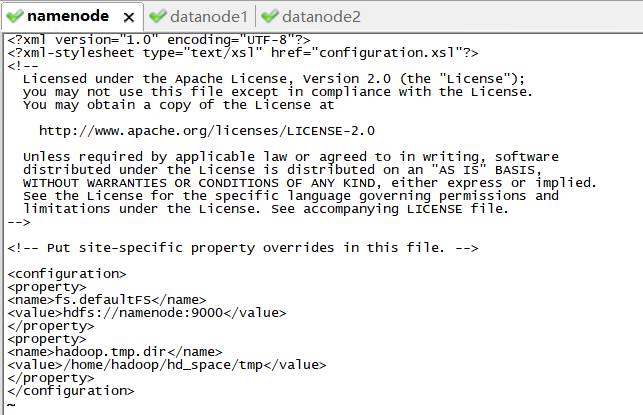 namenode × datanode1 datanode2
<?xml version="1.0" encoding="UTF-8"?>
<?xml-stylesheet type="text/xsl" href="configuration.xsl"?>
<!--
  Licensed under the Apache License, Version 2.0 (the "License");
  you may not use this file except in compliance with the License.
  You may obtain a copy of the License at

    http://www.apache.org/licenses/LICENSE-2.0

  Unless required by applicable law or agreed to in writing, software
  distributed under the License is distributed on an "AS IS" BASIS,
  WITHOUT WARRANTIES OR CONDITIONS OF ANY KIND, either express or implied.
  See the License for the specific language governing permissions and
  limitations under the License. See accompanying LICENSE file.
-->

<!-- Put site-specific property overrides in this file. -->

<configuration>
<property>
<name>fs.defaultFS</name>
<value>hdfs://namenode:9000</value>
</property>
<property>
<name>hadoop.tmp.dir</name>
<value>/home/hadoop/hd_space/tmp</value>
</property>
</configuration>
~